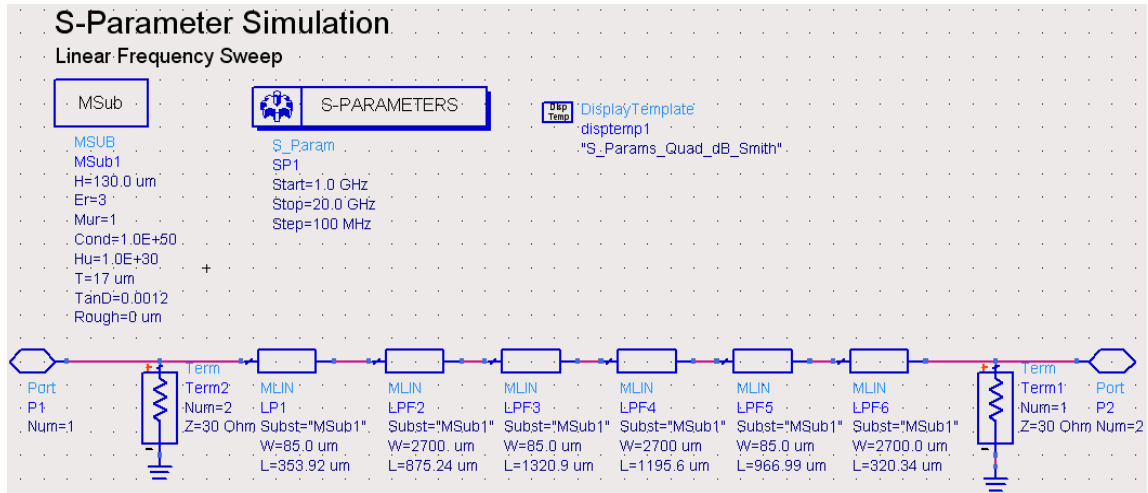 S-Parameter Simulation
Linear Frequency Sweep
MSub
MSUB
MSub1
H=130.0 um
Er=3
Mur=1
Cond=1.0E+50
Hu=1.0E+30
T=17 um
TanD=0.0012
Rough=0 um
S-PARAMETERS
S_Param
SP1
Start=1.0 GHz
Stop=20.0 GHz
Step=100 MHz
Disp
Temp
DisplayTemplate
disptemp1
"S_Params_Quad_dB_Smith"
Port
P1
Num=1
+
-
Term
Term2
Num=2
Z=30 Ohm
MLIN
LP1
Subst="MSub1"
W=85.0 um
L=353.92 um
MLIN
LPF2
Subst="MSub1"
W=2700. um
L=875.24 um
MLIN
LPF3
Subst="MSub1"
W=85.0 um
L=1320.9 um
MLIN
LPF4
Subst="MSub1"
W=2700 um
L=1195.6 um
MLIN
LPF5
Subst="MSub1"
W=85.0 um
L=966.99 um
MLIN
LPF6
Subst="MSub1"
W=2700.0 um
L=320.34 um
+
-
Term
Term1
Num=1
Z=30 Ohm
Port
P2
Num=2